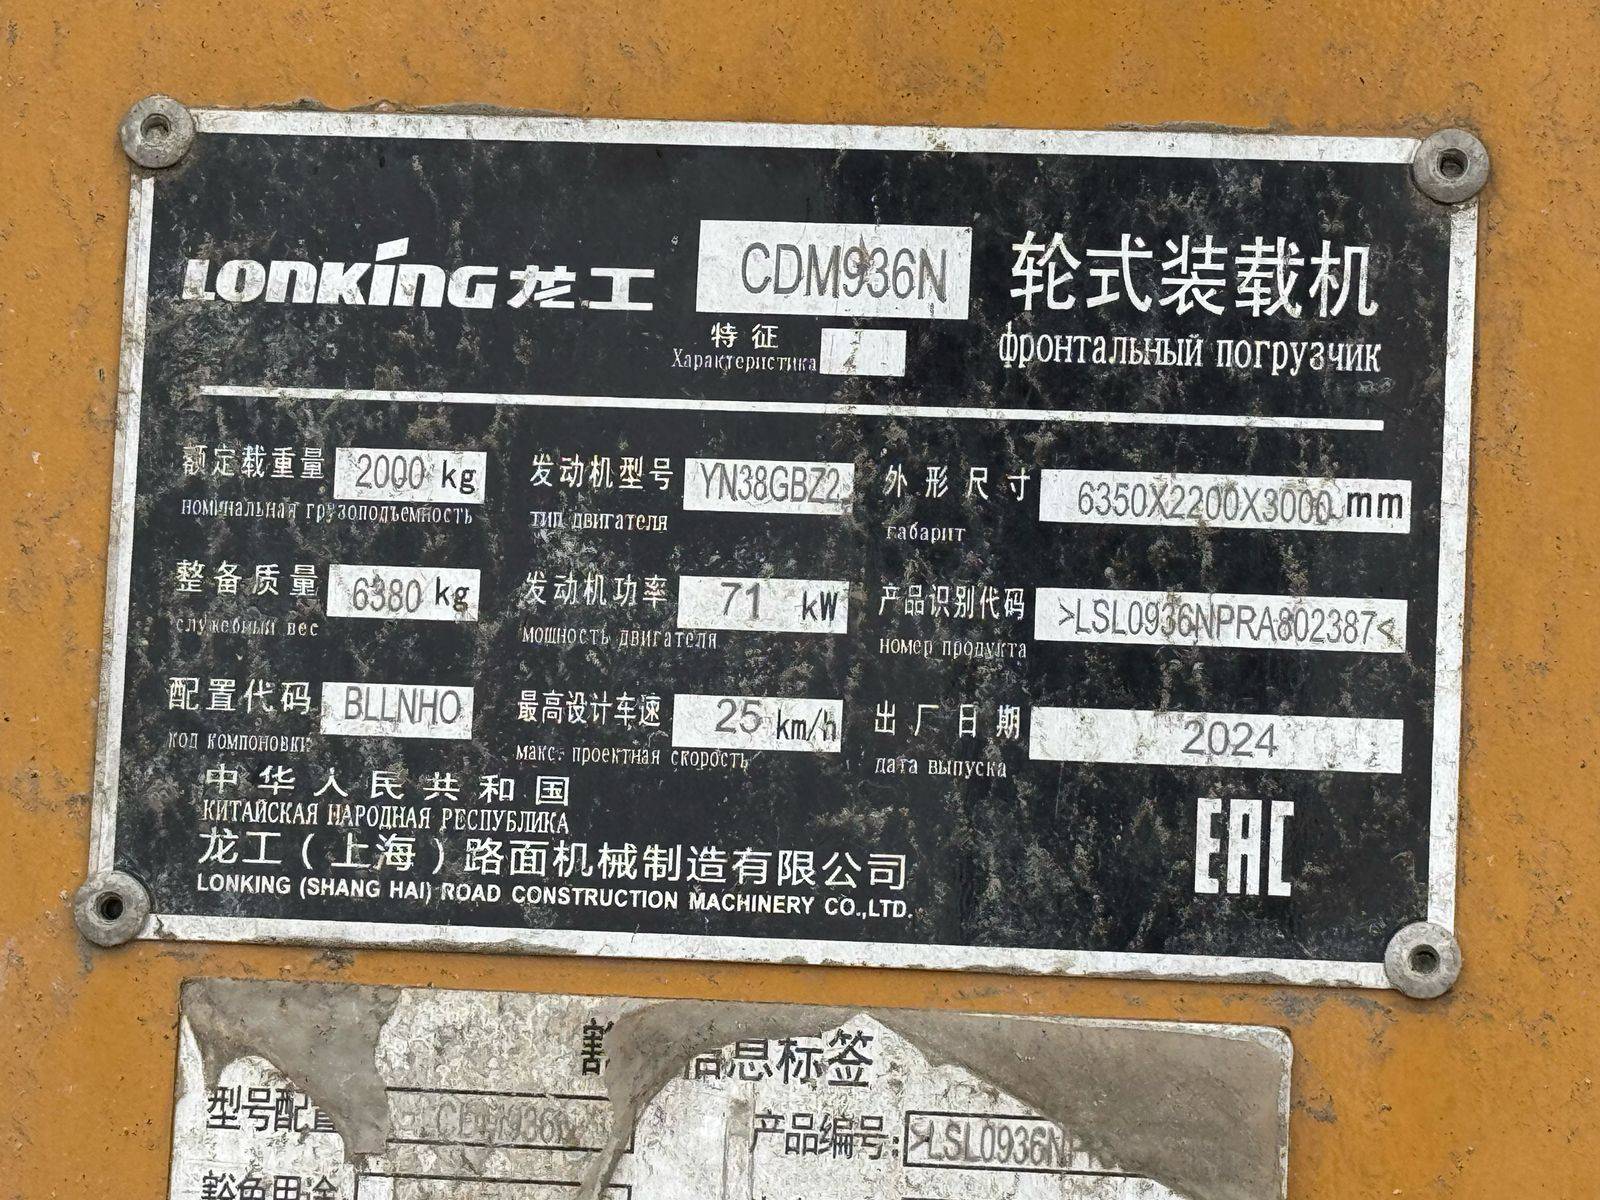 LONKING 龙工 CDM936N 轮式装载机
特征
Характеристика
фронтальный погрузчик
额定载重量 2000 kg 发动机型号 YN38GBZ2 外形尺寸 6350X2200X3000 mm
номинальная грузоподъемность тип двигателя габарит
整备质量 6380 kg 发动机功率 71 kW 产品识别代码 >LSL0936NPRA802387<
служебный вес мощность двигателя номер продукта
配置代码 BLLNHO 最高设计车速 25 km/h 出厂日期 2024
код компоновки макс. проектная скорость дата выпуска
中华人民共和国
КИТАЙСКАЯ НАРОДНАЯ РЕСПУБЛИКА
龙工(上海)路面机械制造有限公司
LONKING (SHANG HAI) ROAD CONSTRUCTION MACHINERY CO.,LTD.
EAC
信息标签
型号配置 CDM936N 产品编号: >LSL0936NP